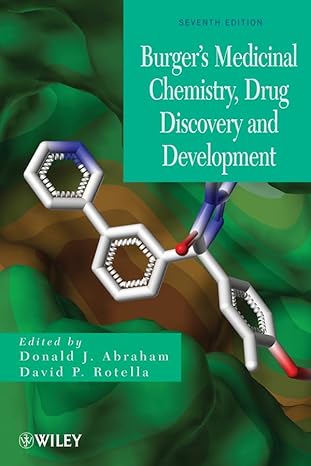 SEVENTH EDITION
Burger's Medicinal
Chemistry, Drug
Discovery and
Development
Edited by
Donald J. Abraham
David P. Rotella
WILEY